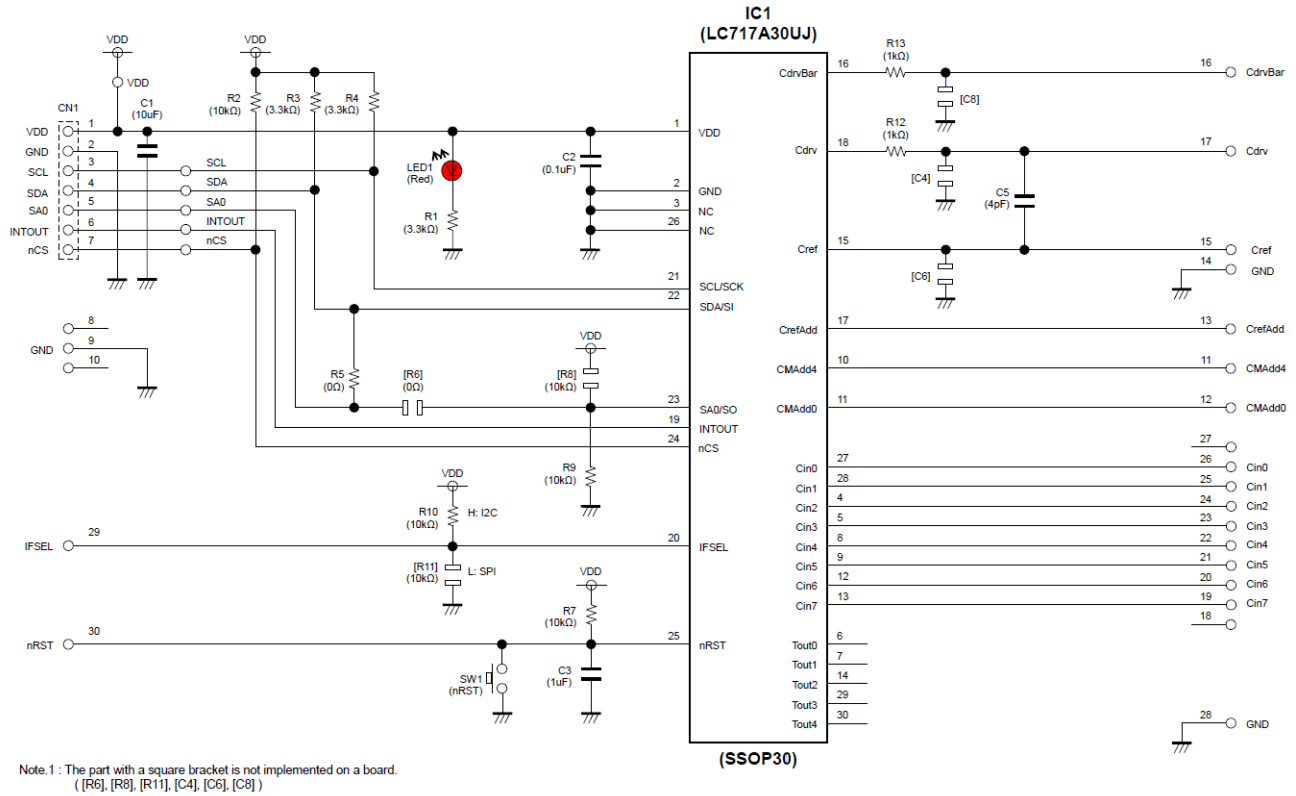 IC1
(LC717A30UJ)
VDD
VDD
VDD
CN1
C1
(10uF)
R2
(10kΩ)
R3
(3.3kΩ)
R4
(3.3kΩ)
VDD 1
GND 2
SCL 3 SCL
SDA 4 SDA
SA0 5 SA0
INTOUT 6 INTOUT
nCS 7 nCS
8
GND 9
10
LED1
(Red)
R1
(3.3kΩ)
C2
(0.1uF)
R5
(0Ω)
[R6]
(0Ω)
VDD
[R8]
(10kΩ)
R9
(10kΩ)
VDD
R10
(10kΩ)
H: I2C
IFSEL 29
[R11]
(10kΩ)
L: SPI
VDD
R7
(10kΩ)
nRST 30
SW1
(nRST)
C3
(1uF)
1 VDD
2 GND
3 NC
26 NC
21 SCL/SCK
22 SDA/SI
23 SA0/SO
19 INTOUT
24 nCS
20 IFSEL
25 nRST
CdrvBar 16
Cdrv 18
Cref 15
CrefAdd 17
CMAdd4 10
CMAdd0 11
Cin0 27
Cin1 28
Cin2 4
Cin3 5
Cin4 8
Cin5 9
Cin6 12
Cin7 13
Tout0 6
Tout1 7
Tout2 14
Tout3 29
Tout4 30
R13
(1kΩ)
[C8]
R12
(1kΩ)
[C4]
C5
(4pF)
[C6]
16 CdrvBar
17 Cdrv
15 Cref
14 GND
13 CrefAdd
11 CMAdd4
12 CMAdd0
27
26 Cin0
25 Cin1
24 Cin2
23 Cin3
22 Cin4
21 Cin5
20 Cin6
19 Cin7
18
28 GND
(SSOP30)
Note.1 : The part with a square bracket is not implemented on a board.
( [R6], [R8], [R11], [C4], [C6], [C8] )